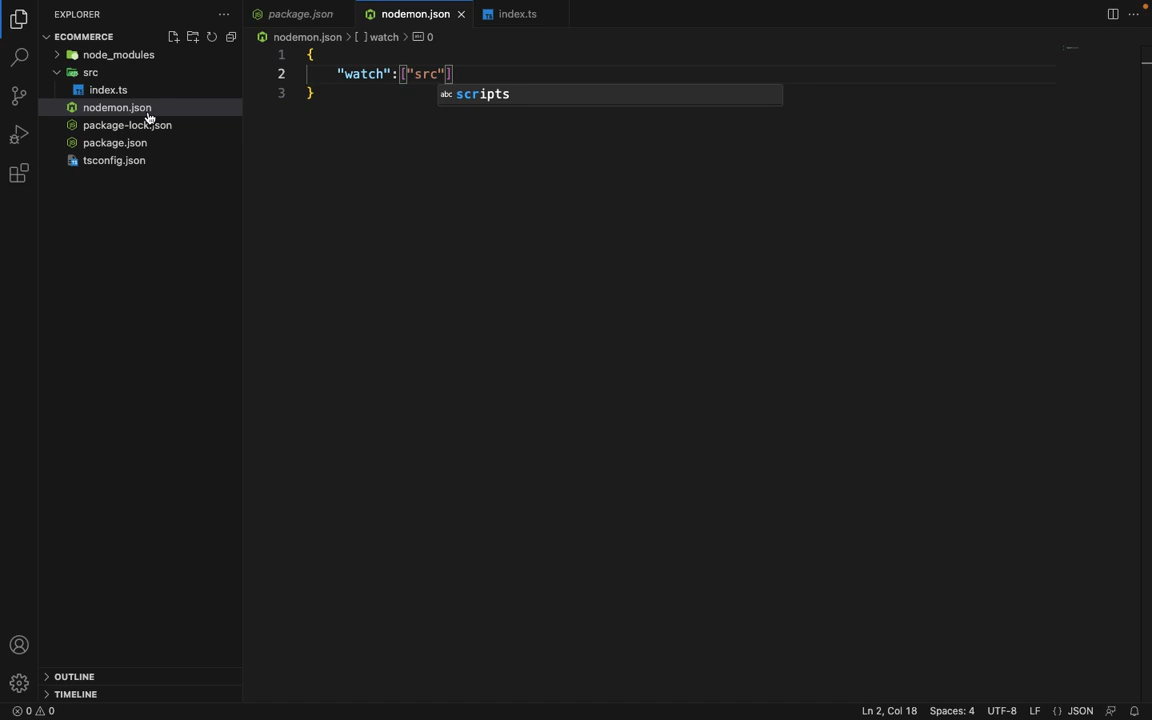 EXPLORER
package.json
nodemon.json
index.ts
ECOMMERCE
nodemon.json > [ ] watch > abc 0
node_modules
src
index.ts
nodemon.json
package-lock.json
package.json
tsconfig.json
1 {
2 "watch":["src"]
3 }
abc scripts
OUTLINE
TIMELINE
0 0
Ln 2, Col 18
Spaces: 4
UTF-8
LF
{} JSON